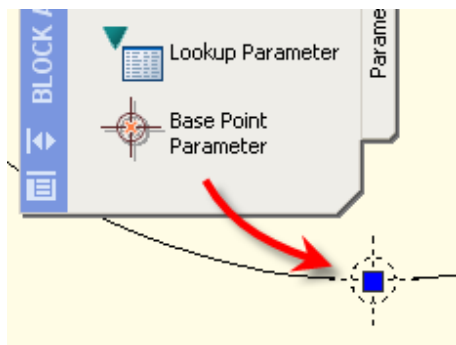 Lookup Parameter
Base Point
Parameter
BLOCK A
Parame